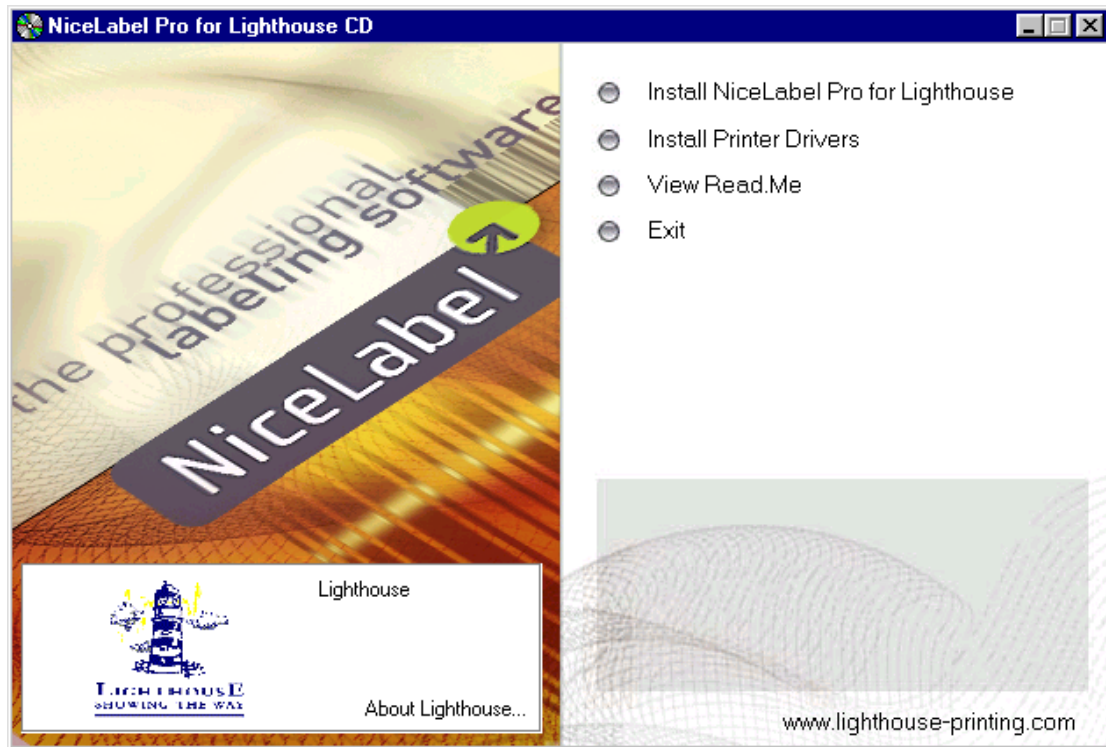 NiceLabel Pro for Lighthouse CD
the professional
labeling software
NiceLabel
Install NiceLabel Pro for Lighthouse
Install Printer Drivers
View Read.Me
Exit
Lighthouse
LIGHTHOUSE
SHOWING THE WAY
About Lighthouse...
www.lighthouse-printing.com